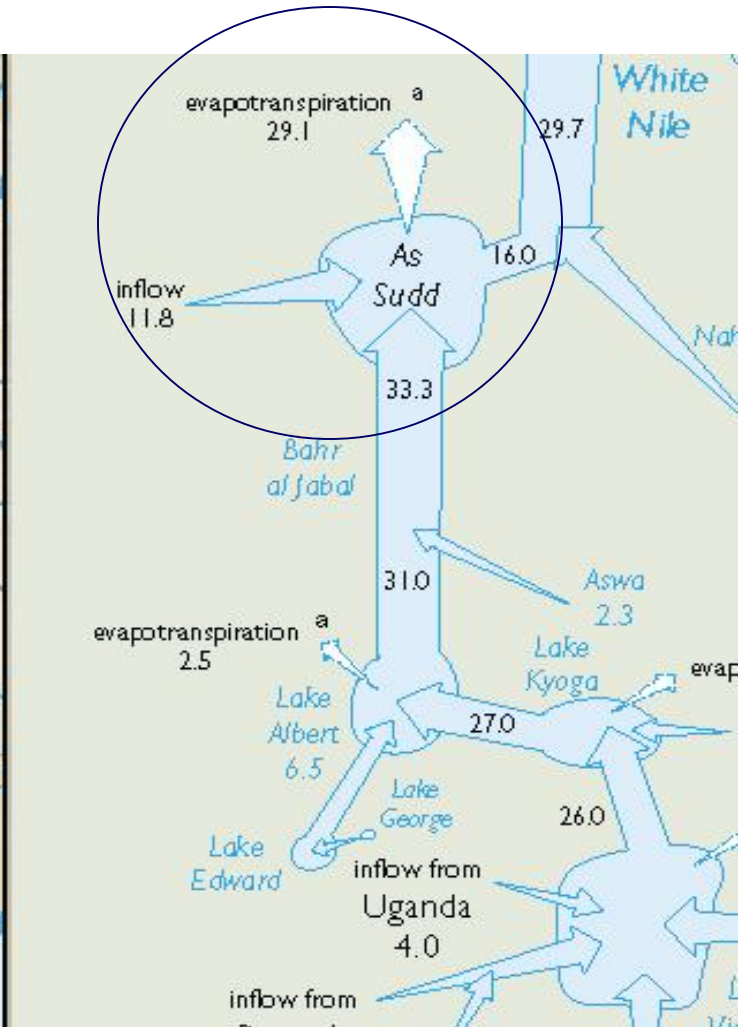 White
Nile
evapotranspiration a
29.1
29.7
As
Sudd
16.0
inflow
11.8
33.3
Bahr
al Jabal
31.0
Aswa
2.3
evapotranspiration a
2.5
Lake
Kyoga
Lake
Albert
6.5
27.0
Lake
George
26.0
Lake
Edward
inflow from
Uganda
4.0
inflow from